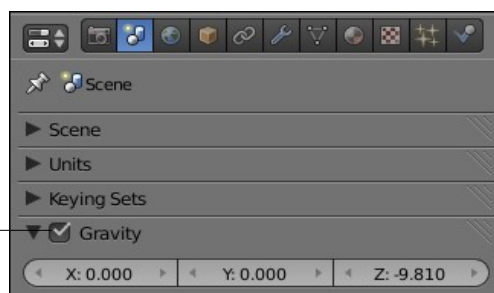 Scene
Scene
Units
Keying Sets
Gravity
X: 0.000 Y: 0.000 Z: -9.810